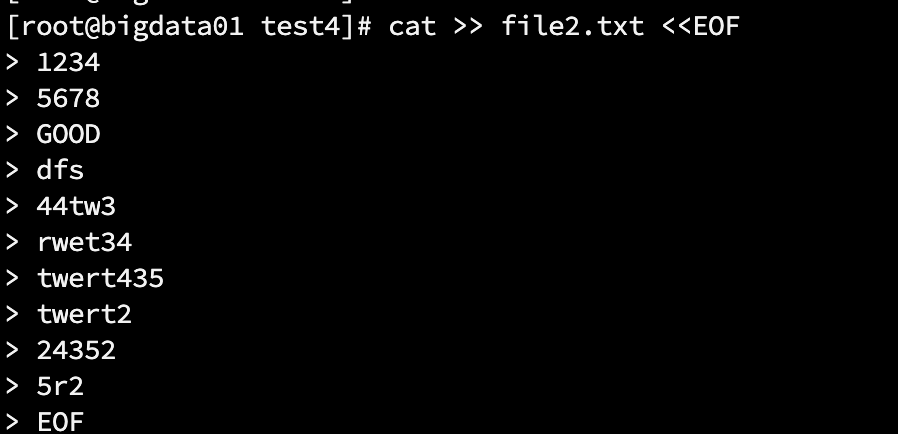 [root@bigdata01 test4]# cat >> file2.txt <<EOF
> 1234
> 5678
> GOOD
> dfs
> 44tw3
> rwet34
> twert435
> twert2
> 24352
> 5r2
> EOF